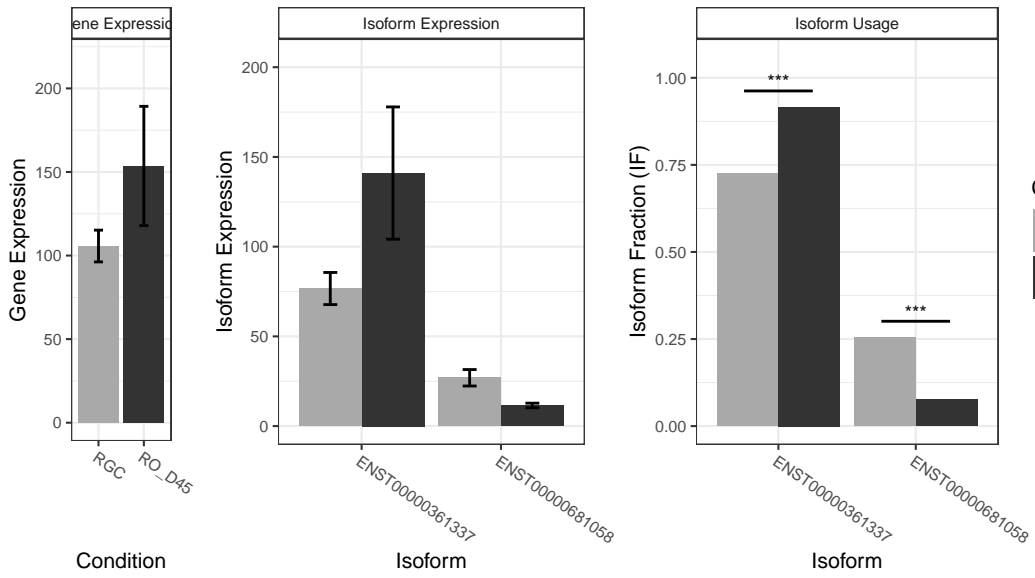 ene Expressio
Gene Expression
200
150
100
50
0
RGC
RO_D45
Condition
Isoform Expression
Isoform Expression
200
150
100
50
0
ENST00000361337
ENST00000681058
Isoform
Isoform Usage
Isoform Fraction (IF)
1.00
0.75
0.50
0.25
0.00
***
***
ENST00000361337
ENST00000681058
Isoform